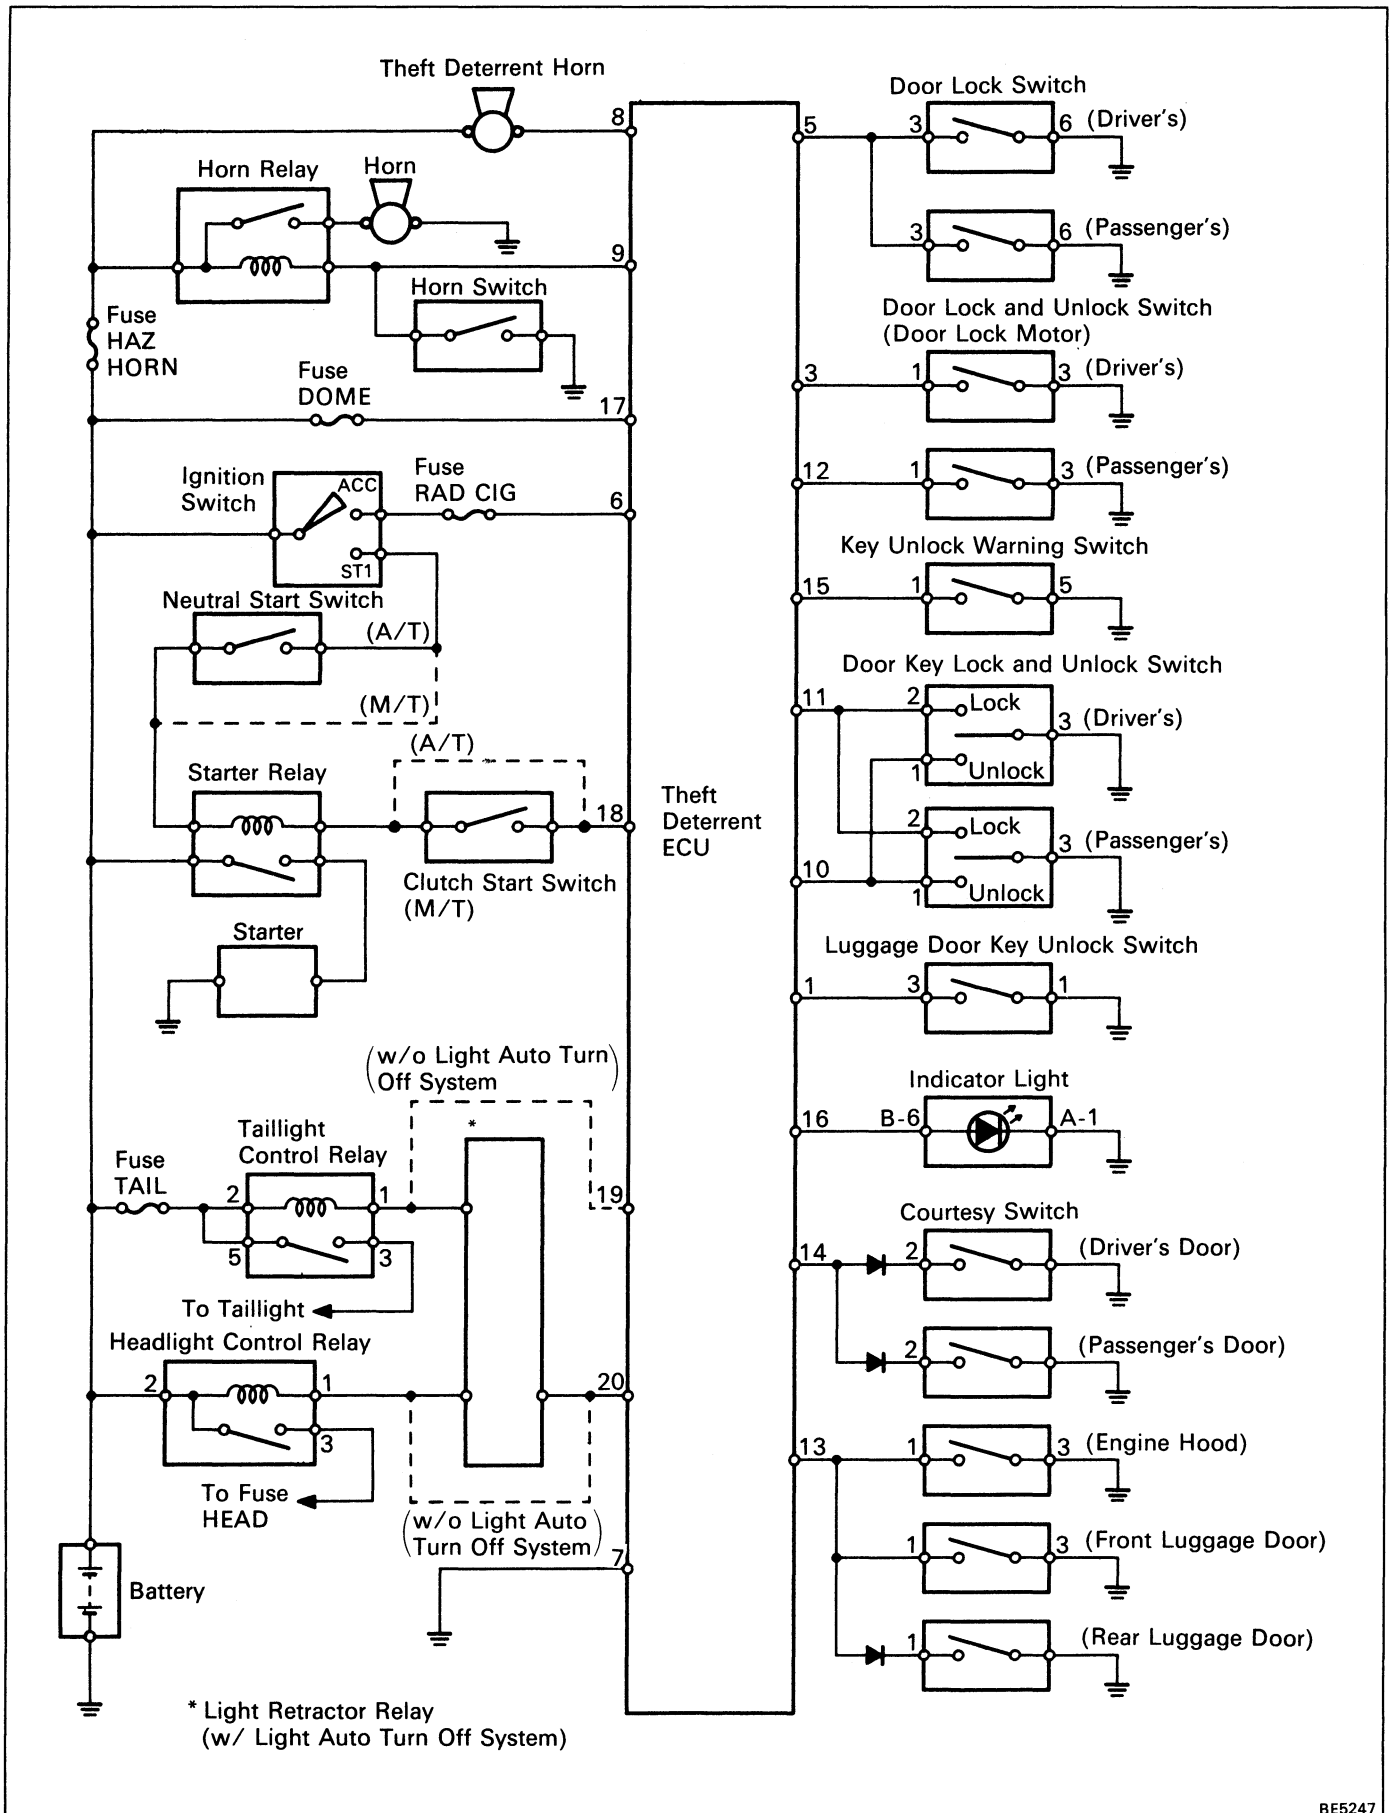 Theft Deterrent Horn
8
Horn Relay
Horn
9
Horn Switch
Fuse
HAZ
HORN
Fuse
DOME
17
Ignition
Switch
ACC
ST1
Fuse
RAD CIG
6
Neutral Start Switch
(A/T)
(M/T)
(A/T)
Starter Relay
18
Clutch Start Switch
(M/T)
Starter
(w/o Light Auto Turn
Off System)
*
Taillight
Control Relay
Fuse
TAIL
2
1
19
5
3
To Taillight
Headlight Control Relay
2
1
20
3
To Fuse
HEAD
(w/o Light Auto
Turn Off System)
7
Battery
* Light Retractor Relay
(w/ Light Auto Turn Off System)
Theft
Deterrent
ECU
Door Lock Switch
5
3
6
(Driver's)
3
6
(Passenger's)
Door Lock and Unlock Switch
(Door Lock Motor)
3
1
3
(Driver's)
12
1
3
(Passenger's)
Key Unlock Warning Switch
15
1
5
Door Key Lock and Unlock Switch
11
2
Lock
3
(Driver's)
1
Unlock
2
Lock
3
(Passenger's)
10
1
Unlock
Luggage Door Key Unlock Switch
1
3
1
Indicator Light
16
B-6
A-1
Courtesy Switch
14
2
(Driver's Door)
2
(Passenger's Door)
13
1
3
(Engine Hood)
1
3
(Front Luggage Door)
1
(Rear Luggage Door)
BE5247